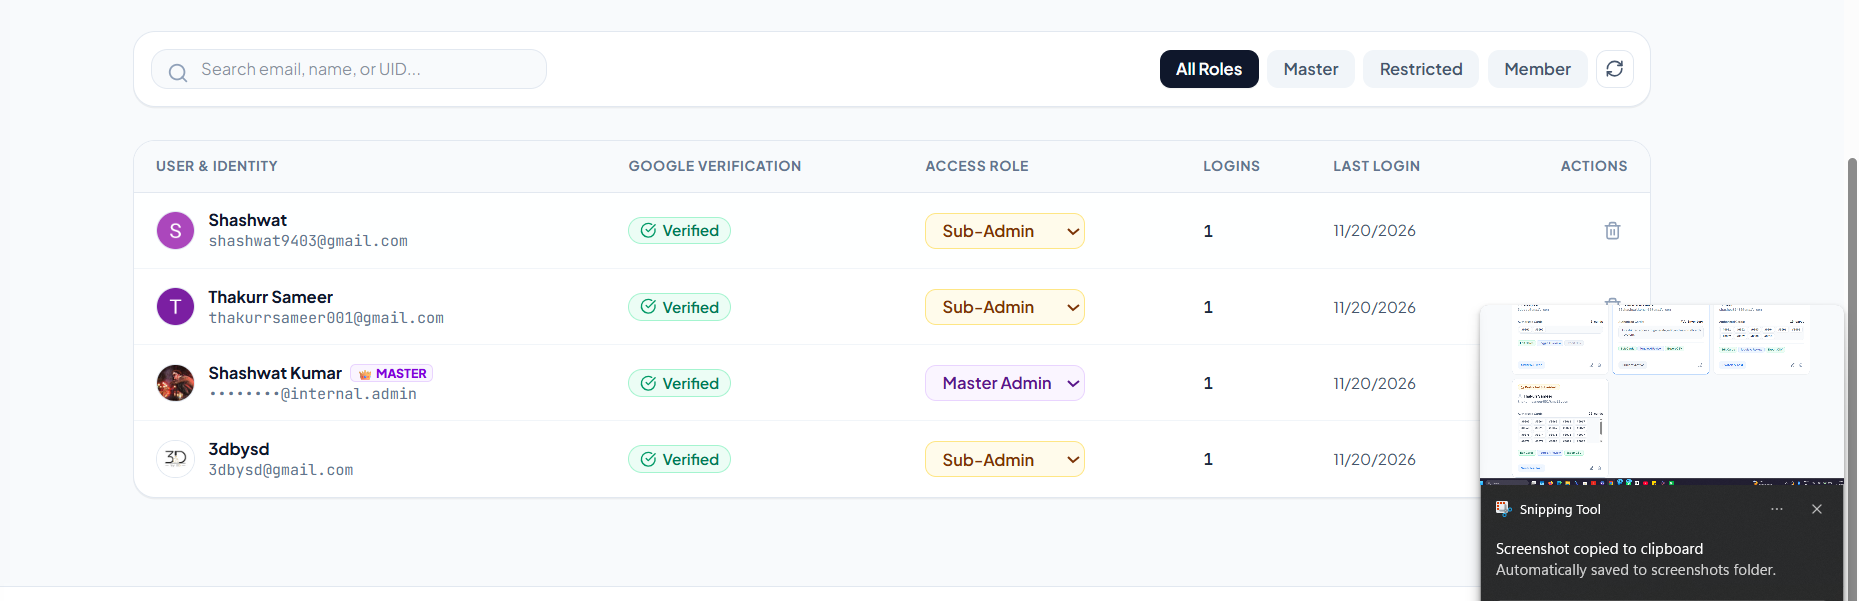 Search email, name, or UID...
All Roles
Master
Restricted
Member
USER & IDENTITY
GOOGLE VERIFICATION
ACCESS ROLE
LOGINS
LAST LOGIN
ACTIONS
S
Shashwat
shashwat9403@gmail.com
Verified
Sub-Admin
1
11/20/2026
T
Thakurr Sameer
thakurrsameer001@gmail.com
Verified
Sub-Admin
1
11/20/2026
Shashwat Kumar
MASTER
••••••••@internal.admin
Verified
Master Admin
1
11/20/2026
3D
3dbysd
3dbysd@gmail.com
Verified
Sub-Admin
1
11/20/2026
Snipping Tool
Screenshot copied to clipboard
Automatically saved to screenshots folder.